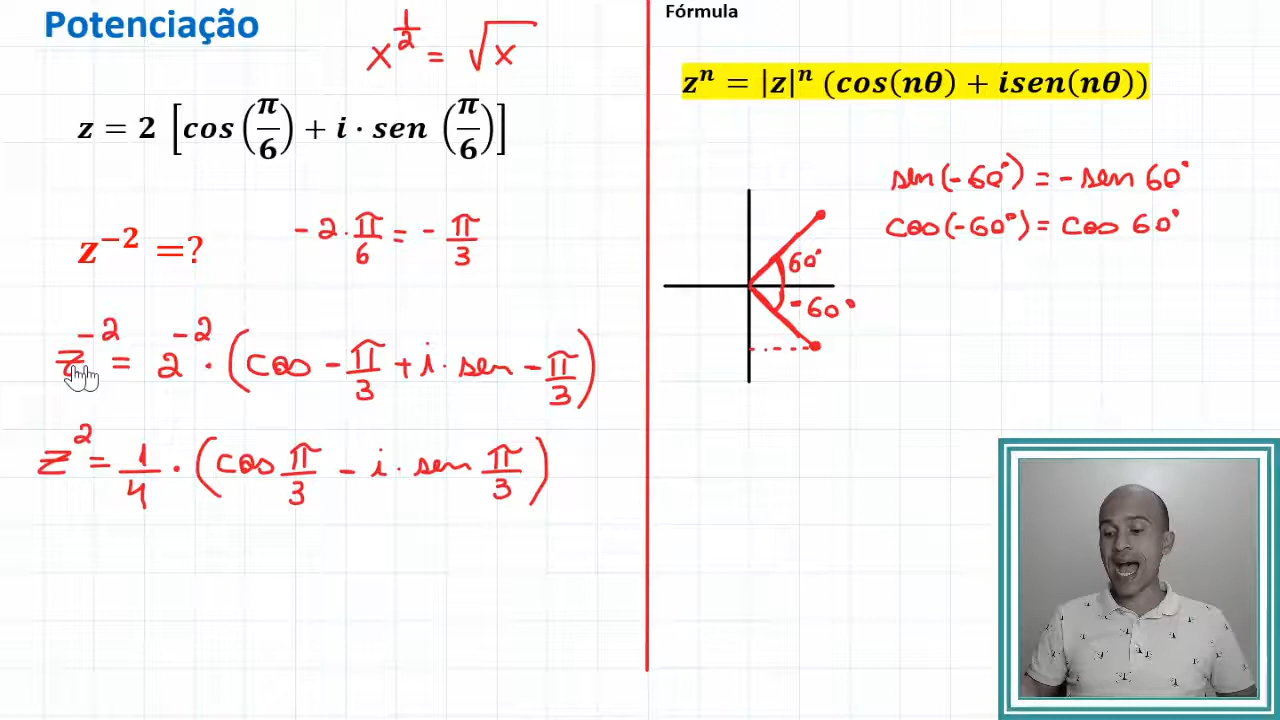 Potenciação
x^{1/2} = √x
z = 2 [cos(π/6) + i · sen (π/6)]
z^{-2} =?
-2 · π/6 = - π/3
z^{-2} = 2^{-2} · (cos - π/3 + i · sen - π/3)
z^{2} = 1/4 · (cos π/3 - i · sen π/3)
Fórmula
z^n = |z|^n (cos(nθ) + isen(nθ))
sen(-60°) = - sen 60°
cos(-60°) = cos 60°
60°
-60°